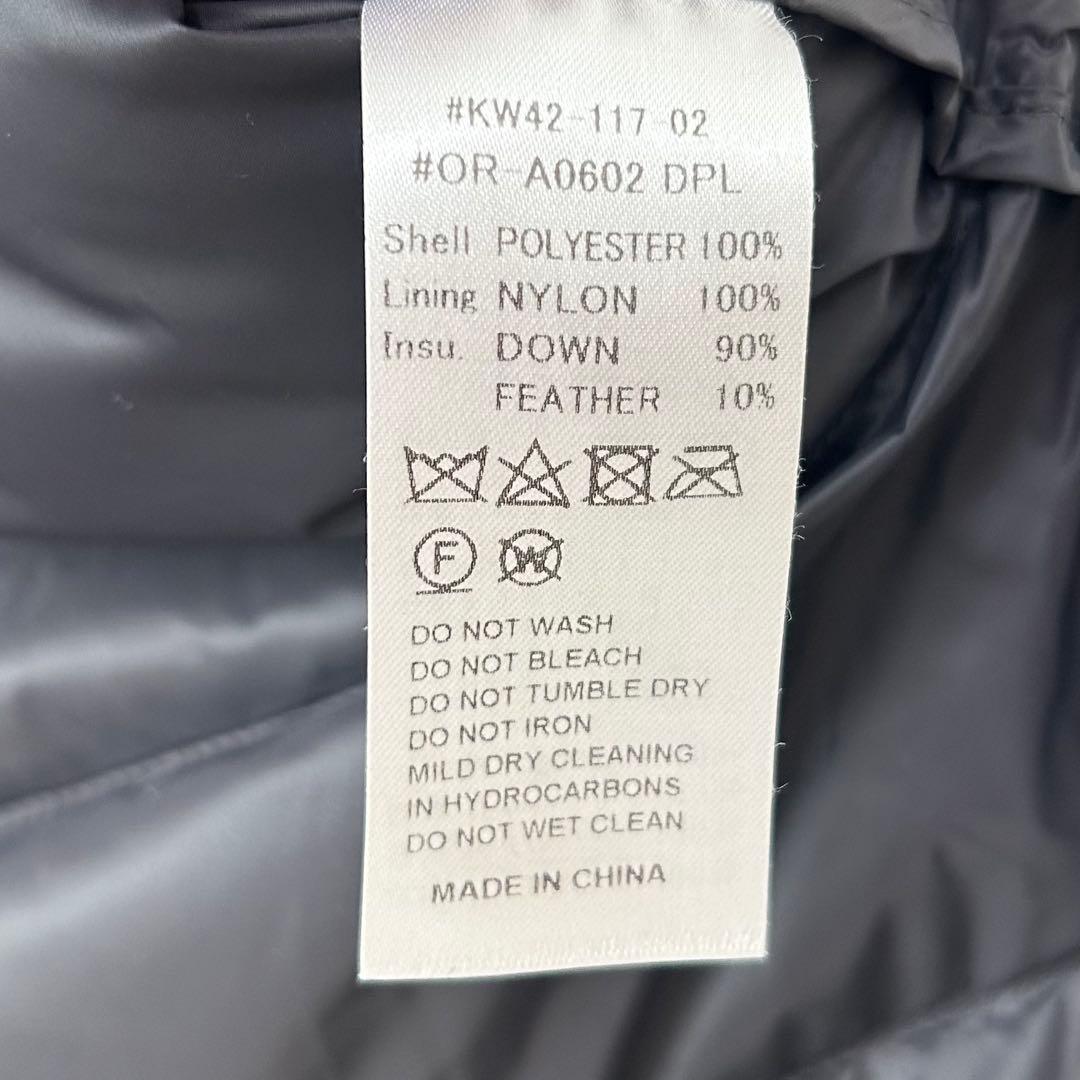 #KW42-117-02
#OR-A0602 DPL
Shell POLYESTER 100%
Lining NYLON 100%
Insu. DOWN 90%
FEATHER 10%
F W
DO NOT WASH
DO NOT BLEACH
DO NOT TUMBLE DRY
DO NOT IRON
MILD DRY CLEANING
IN HYDROCARBONS
DO NOT WET CLEAN
MADE IN CHINA